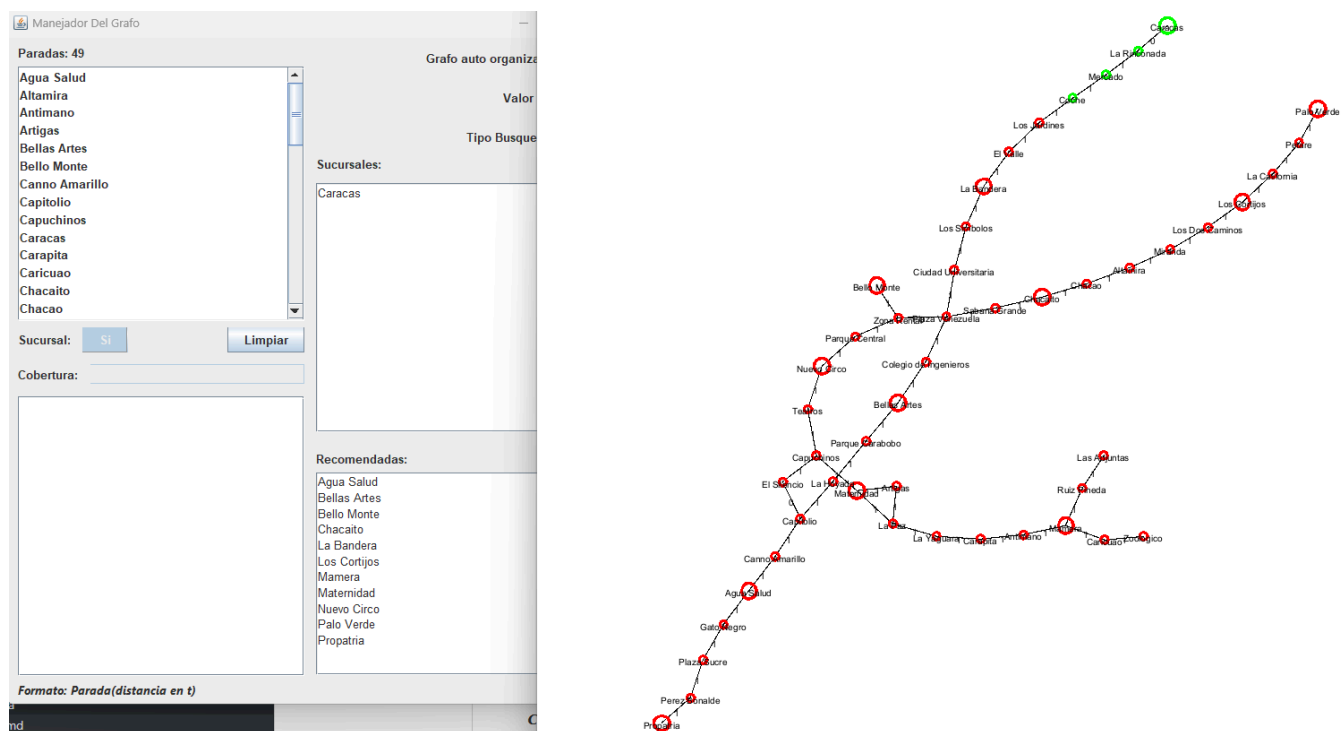 Manejador Del Grafo
Paradas: 49
Agua Salud
Altamira
Antimano
Artigas
Bellas Artes
Bello Monte
Canno Amarillo
Capitolio
Capuchinos
Caracas
Carapita
Caricuao
Chacaito
Chacao
Sucursal:
Si
Limpiar
Cobertura:
Formato: Parada(distancia en t)
md
Grafo auto organiza
Valor
Tipo Busque
Sucursales:
Caracas
Recomendadas:
Agua Salud
Bellas Artes
Bello Monte
Chacaito
La Bandera
Los Cortijos
Mamera
Maternidad
Nuevo Circo
Palo Verde
Propatria
C
Caracas
La Rinconada
Mercado
Coche
Los Jardines
El Valle
La Bandera
Los Simbolos
Ciudad Universitaria
Palo Verde
Petare
La California
Los Cortijos
Los Dos Caminos
Miranda
Altamira
Chacao
Chacaito
Sabana Grande
Plaza Venezuela
Zona Rental
Bello Monte
Parque Central
Nuevo Circo
Teatros
Capuchinos
El Silencio
Colegio de Ingenieros
Bellas Artes
Parque Carabobo
La Hoyada
Maternidad
Artigas
La Paz
La Yaguara
Carapita
Antimano
Mamera
Ruiz Pineda
Las Adjuntas
Caricuao
Zoologico
Capitolio
Canno Amarillo
Agua Salud
Gato Negro
Plaza Sucre
Perez Bonalde
Propatria